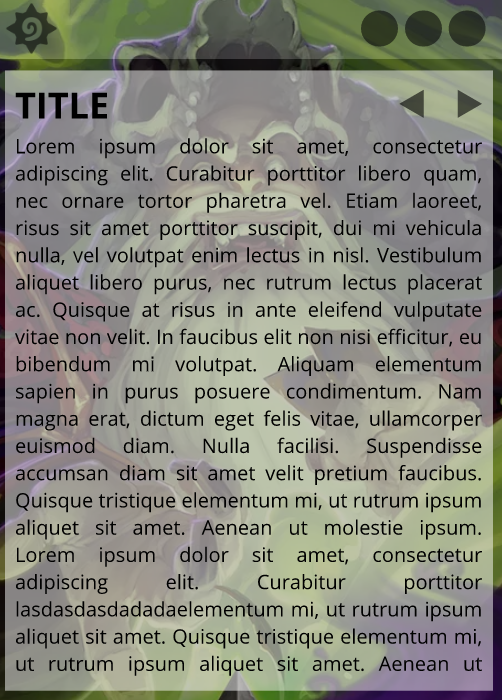 TITLE
Lorem ipsum dolor sit amet, consectetur
adipiscing elit. Curabitur porttitor libero quam,
nec ornare tortor pharetra vel. Etiam laoreet,
risus sit amet porttitor suscipit, dui mi vehicula
nulla, vel volutpat enim lectus in nisl. Vestibulum
aliquet libero purus, nec rutrum lectus placerat
ac. Quisque at risus in ante eleifend vulputate
vitae non velit. In faucibus elit non nisi efficitur, eu
bibendum mi volutpat. Aliquam elementum
sapien in purus posuere condimentum. Nam
magna erat, dictum eget felis vitae, ullamcorper
euismod diam. Nulla facilisi. Suspendisse
accumsan diam sit amet velit pretium faucibus.
Quisque tristique elementum mi, ut rutrum ipsum
aliquet sit amet. Aenean ut molestie ipsum.
Lorem ipsum dolor sit amet, consectetur
adipiscing elit. Curabitur porttitor
lasdasdasdadadaelementum mi, ut rutrum ipsum
aliquet sit amet. Quisque tristique elementum mi,
ut rutrum ipsum aliquet sit amet. Aenean ut